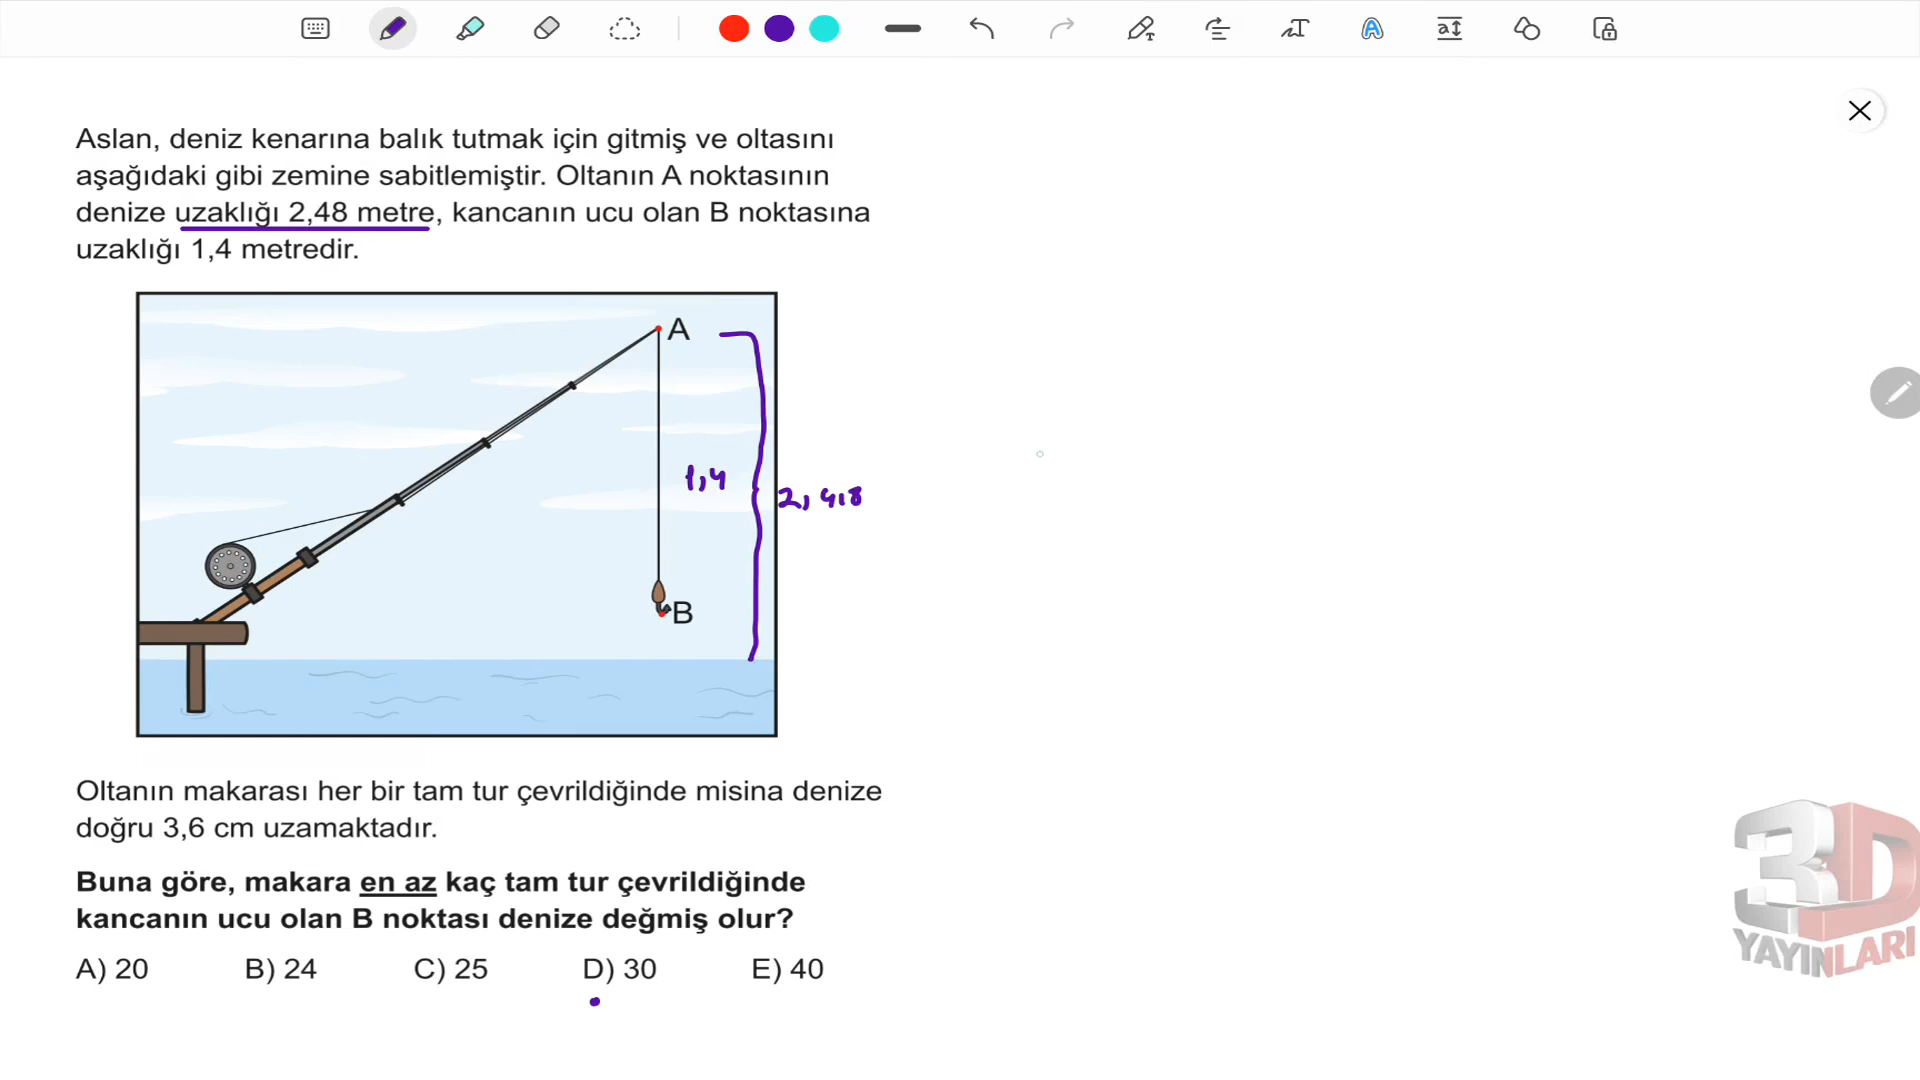 Aslan, deniz kenarına balık tutmak için gitmiş ve oltasını
aşağıdaki gibi zemine sabitlemiştir. Oltanın A noktasının
denize uzaklığı 2,48 metre, kancanın ucu olan B noktasına
uzaklığı 1,4 metredir.
A
1,4
2,48
B
Oltanın makarası her bir tam tur çevrildiğinde misina denize
doğru 3,6 cm uzamaktadır.
Buna göre, makara en az kaç tam tur çevrildiğinde
kancanın ucu olan B noktası denize değmiş olur?
A) 20 B) 24 C) 25 D) 30 E) 40
3D
YAYINLARI